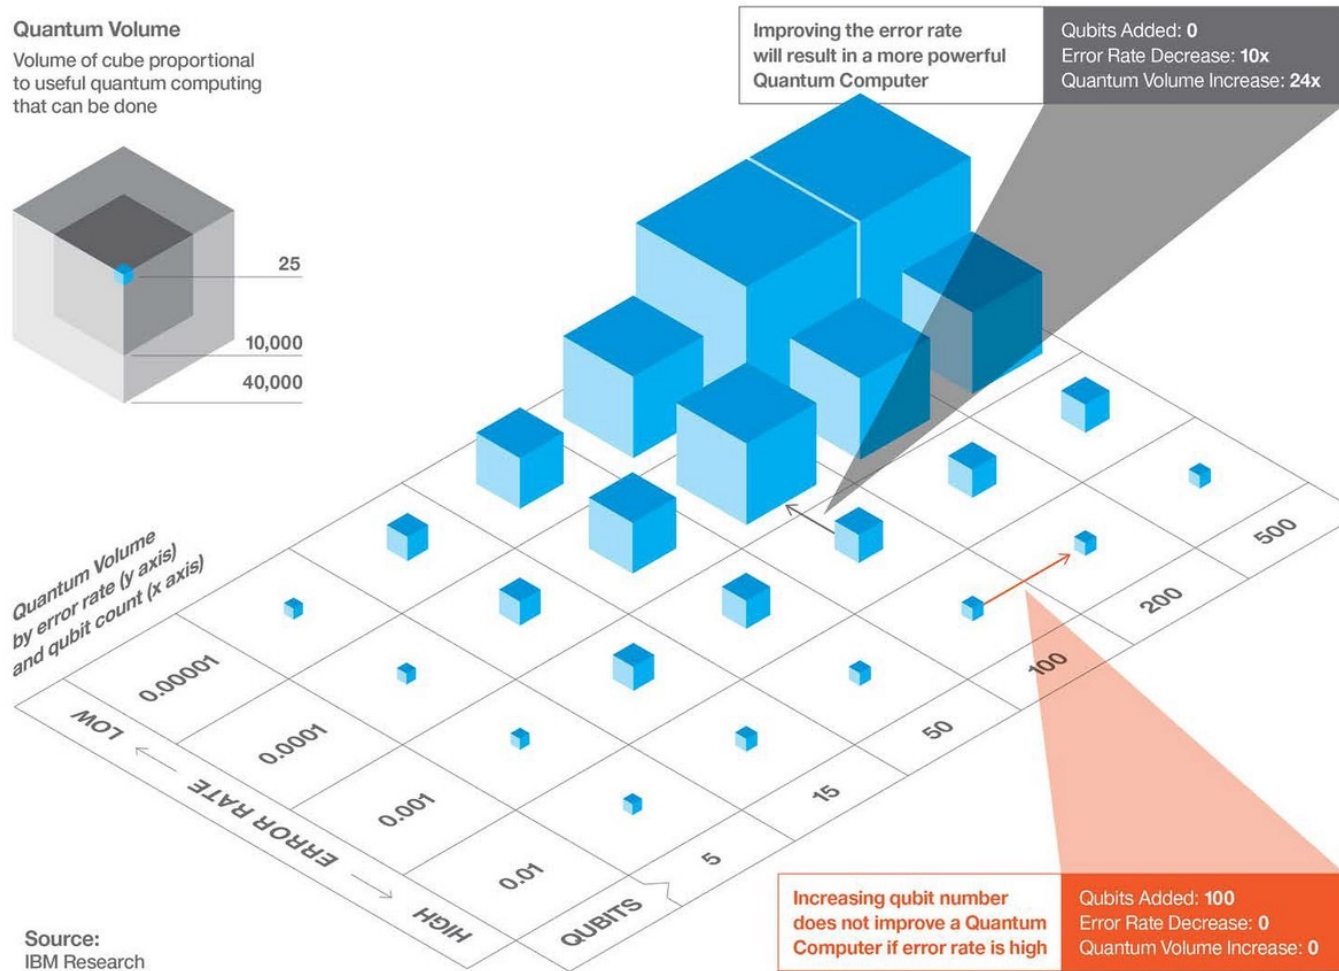 Quantum Volume
Volume of cube proportional
to useful quantum computing
that can be done
25
10,000
40,000
Improving the error rate
will result in a more powerful
Quantum Computer
Qubits Added: 0
Error Rate Decrease: 10x
Quantum Volume Increase: 24x
Quantum Volume
by error rate (y axis)
and qubit count (x axis)
0.00001
0.0001
0.001
0.01
LOW
ERROR RATE
HIGH
QUBITS
5
15
50
100
200
500
Increasing qubit number
does not improve a Quantum
Computer if error rate is high
Qubits Added: 100
Error Rate Decrease: 0
Quantum Volume Increase: 0
Source:
IBM Research